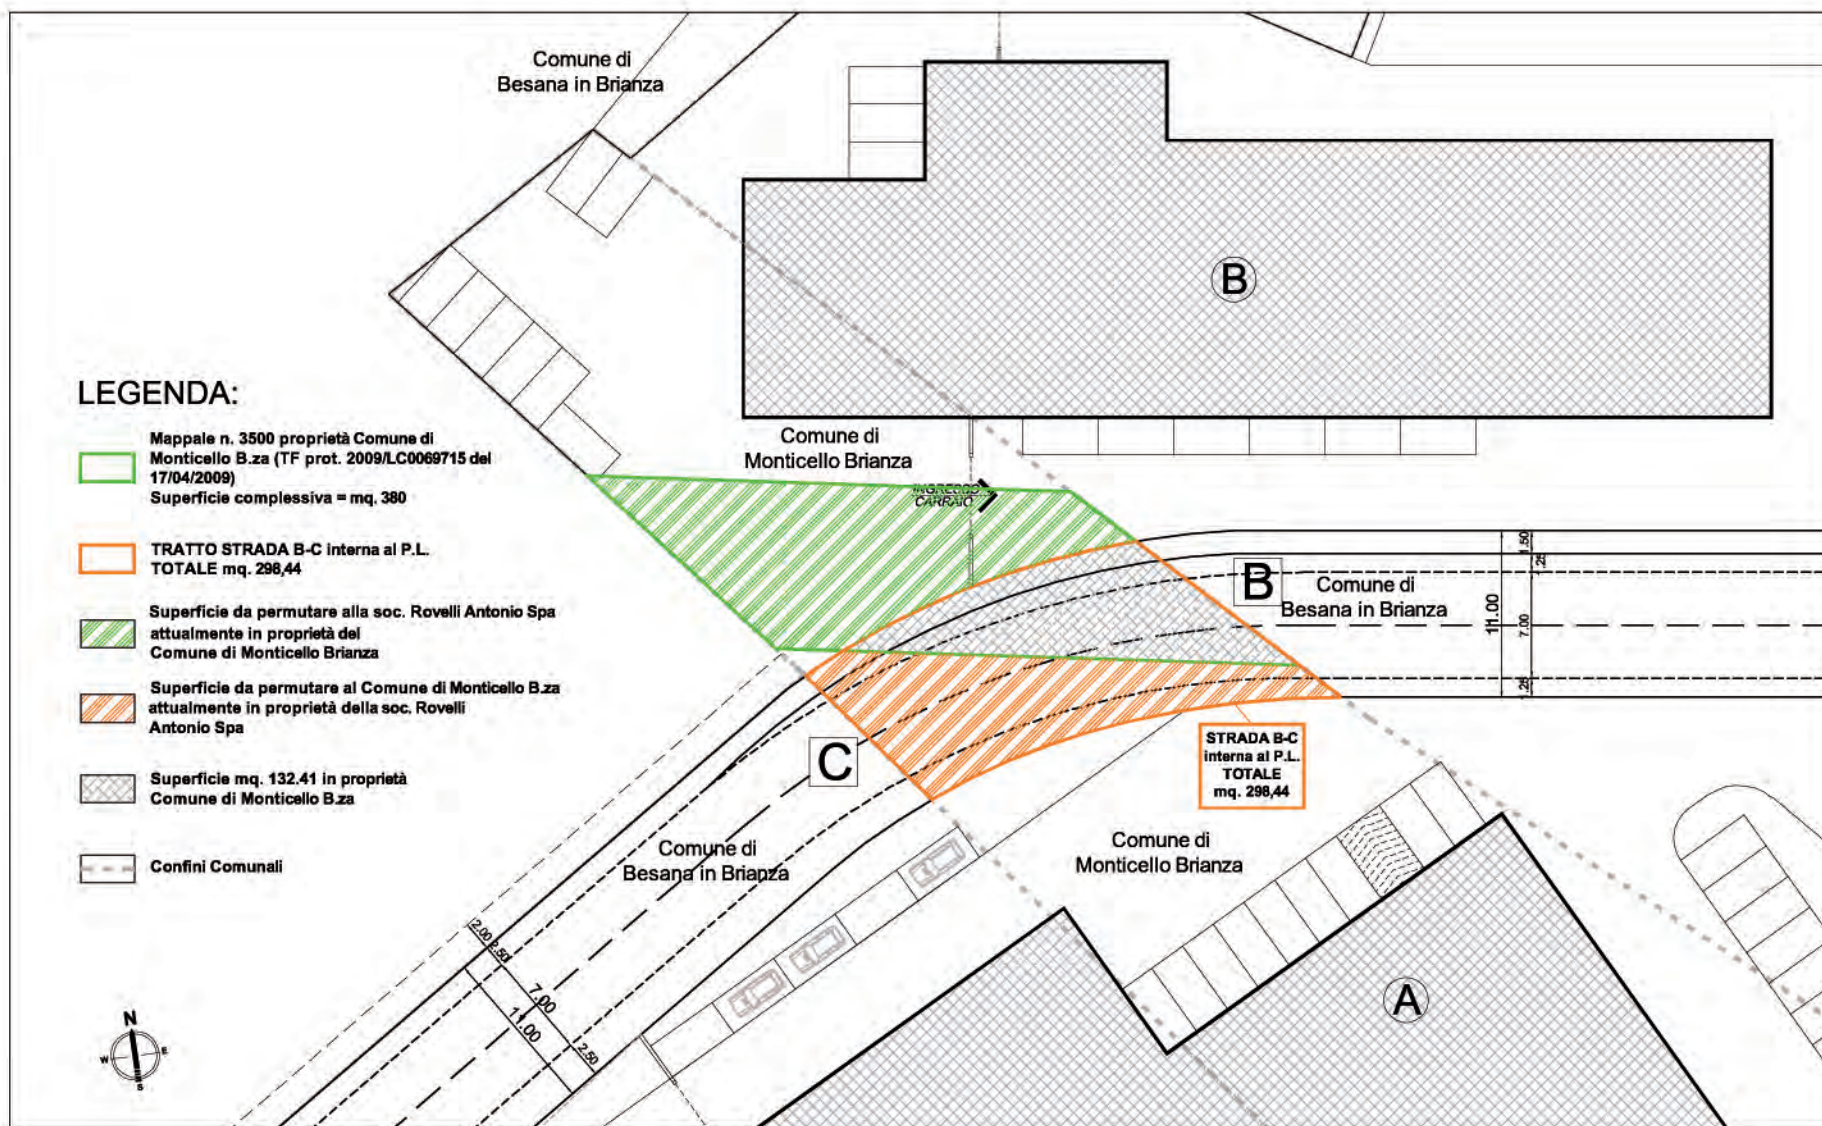 Comune di
Besana in Brianza
B
LEGENDA:
Mappale n. 3500 proprietà Comune di
Monticello B.za (TF prot. 2009/LC0069715 del
17/04/2009)
Superficie complessiva = mq. 380
TRATTO STRADA B-C interna al P.L.
TOTALE mq. 298,44
Superficie da permutare alla soc. Rovelli Antonio Spa
attualmente in proprietà del
Comune di Monticello Brianza
Superficie da permutare al Comune di Monticello B.za
attualmente in proprietà della soc. Rovelli
Antonio Spa
Superficie mq. 132.41 in proprietà
Comune di Monticello B.za
Confini Comunali
Comune di
Monticello Brianza
INGRESSO
CARRAIO
B
Comune di
Besana in Brianza
1.50
.25
11.00
7.00
1.25
C
STRADA B-C
interna al P.L.
TOTALE
mq. 298,44
Comune di
Besana in Brianza
Comune di
Monticello Brianza
2.00
2.50
7.00
11.00
2.50
A
N
W
E
S